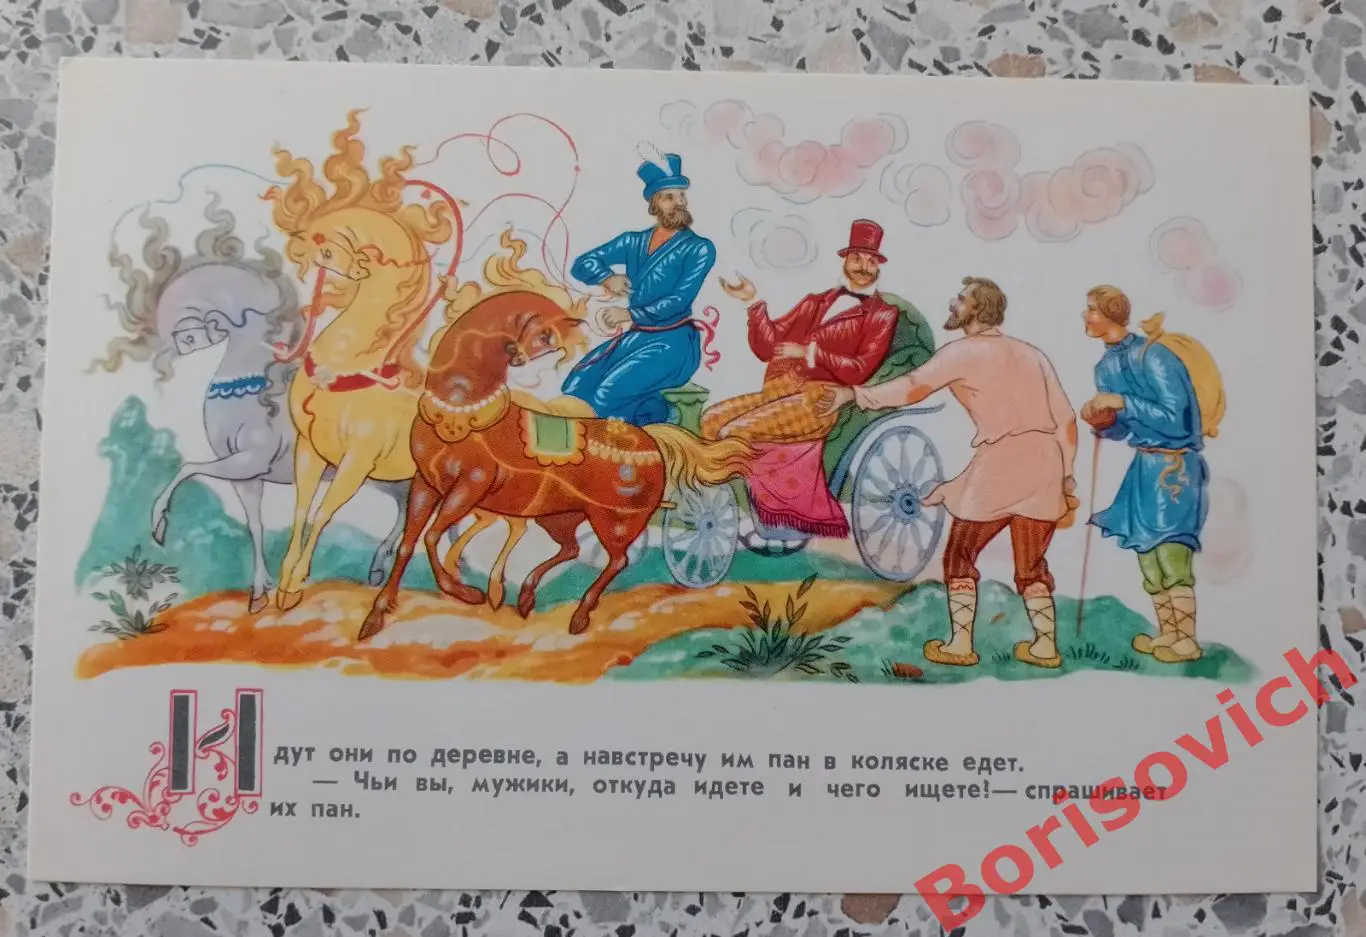 Идут они по деревне, а навстречу им пан в коляске едет.
— Чьи вы, мужики, откуда идете и чего ищете!— спрашивает
их пан.
Borisovich